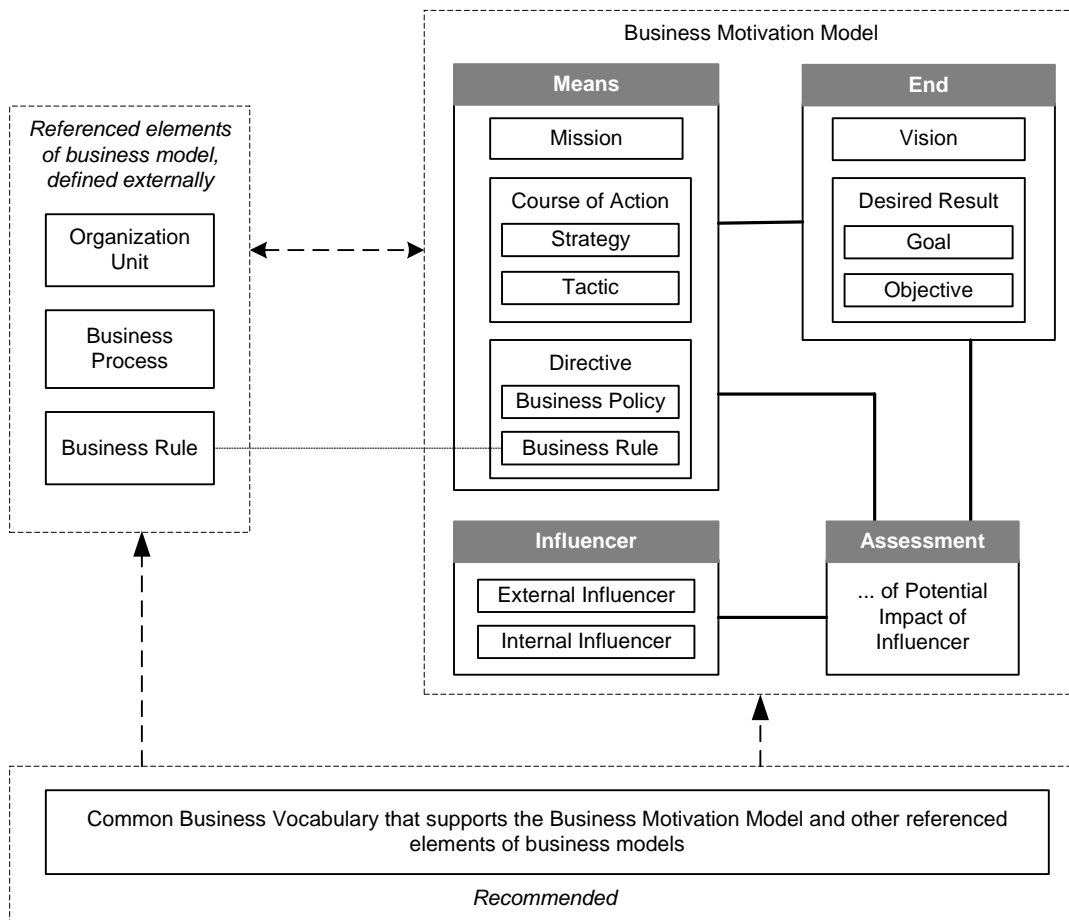 Business Motivation Model
Referenced elements
of business model,
defined externally
Organization
Unit
Business
Process
Business Rule
Means
Mission
Course of Action
Strategy
Tactic
Directive
Business Policy
Business Rule
End
Vision
Desired Result
Goal
Objective
Influencer
External Influencer
Internal Influencer
Assessment
... of Potential
Impact of
Influencer
Common Business Vocabulary that supports the Business Motivation Model and other referenced
elements of business models
Recommended